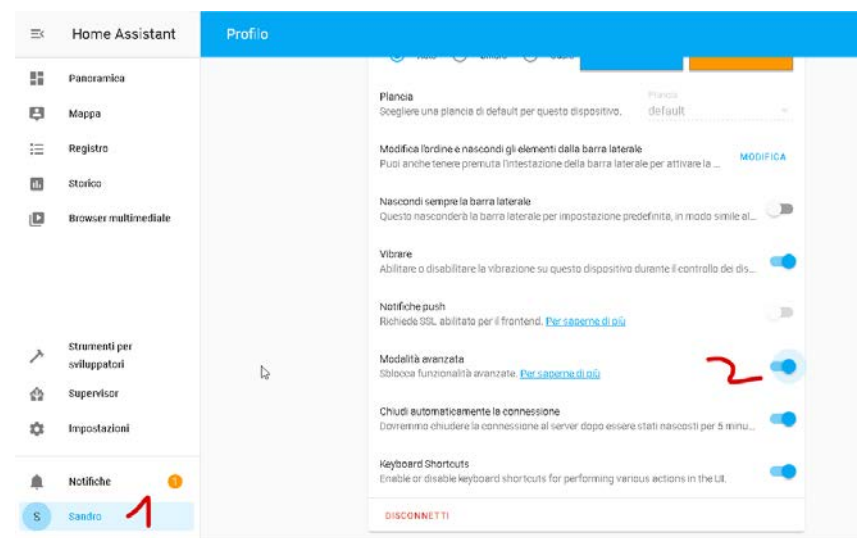 Home Assistant
Profilo
Panoramica
Mappa
Registro
Storico
Browser multimediale
Strumenti per
sviluppatori
Supervisor
Impostazioni
Notifiche
1
S
Sandro
1
Plancia
Scegliere una plancia di default per questo dispositivo.
Plancia
default
Modifica l'ordine e nascondi gli elementi dalla barra laterale
Puoi anche tenere premuta l'intestazione della barra laterale per attivare la ...
MODIFICA
Nascondi sempre la barra laterale
Questo nasconderà la barra laterale per impostazione predefinita, in modo simile al...
Vibrare
Abilitare o disabilitare la vibrazione su questo dispositivo durante il controllo dei dis...
Notifiche push
Richiede SSL abilitato per il frontend. Per saperne di più
Modalità avanzata
Sblocca funzionalità avanzate. Per saperne di più
2
Chiudi automaticamente la connessione
Dovremmo chiudere la connessione al server dopo essere stati nascosti per 5 minu...
Keyboard Shortcuts
Enable or disable keyboard shortcuts for performing various actions in the UI.
DISCONNETTI